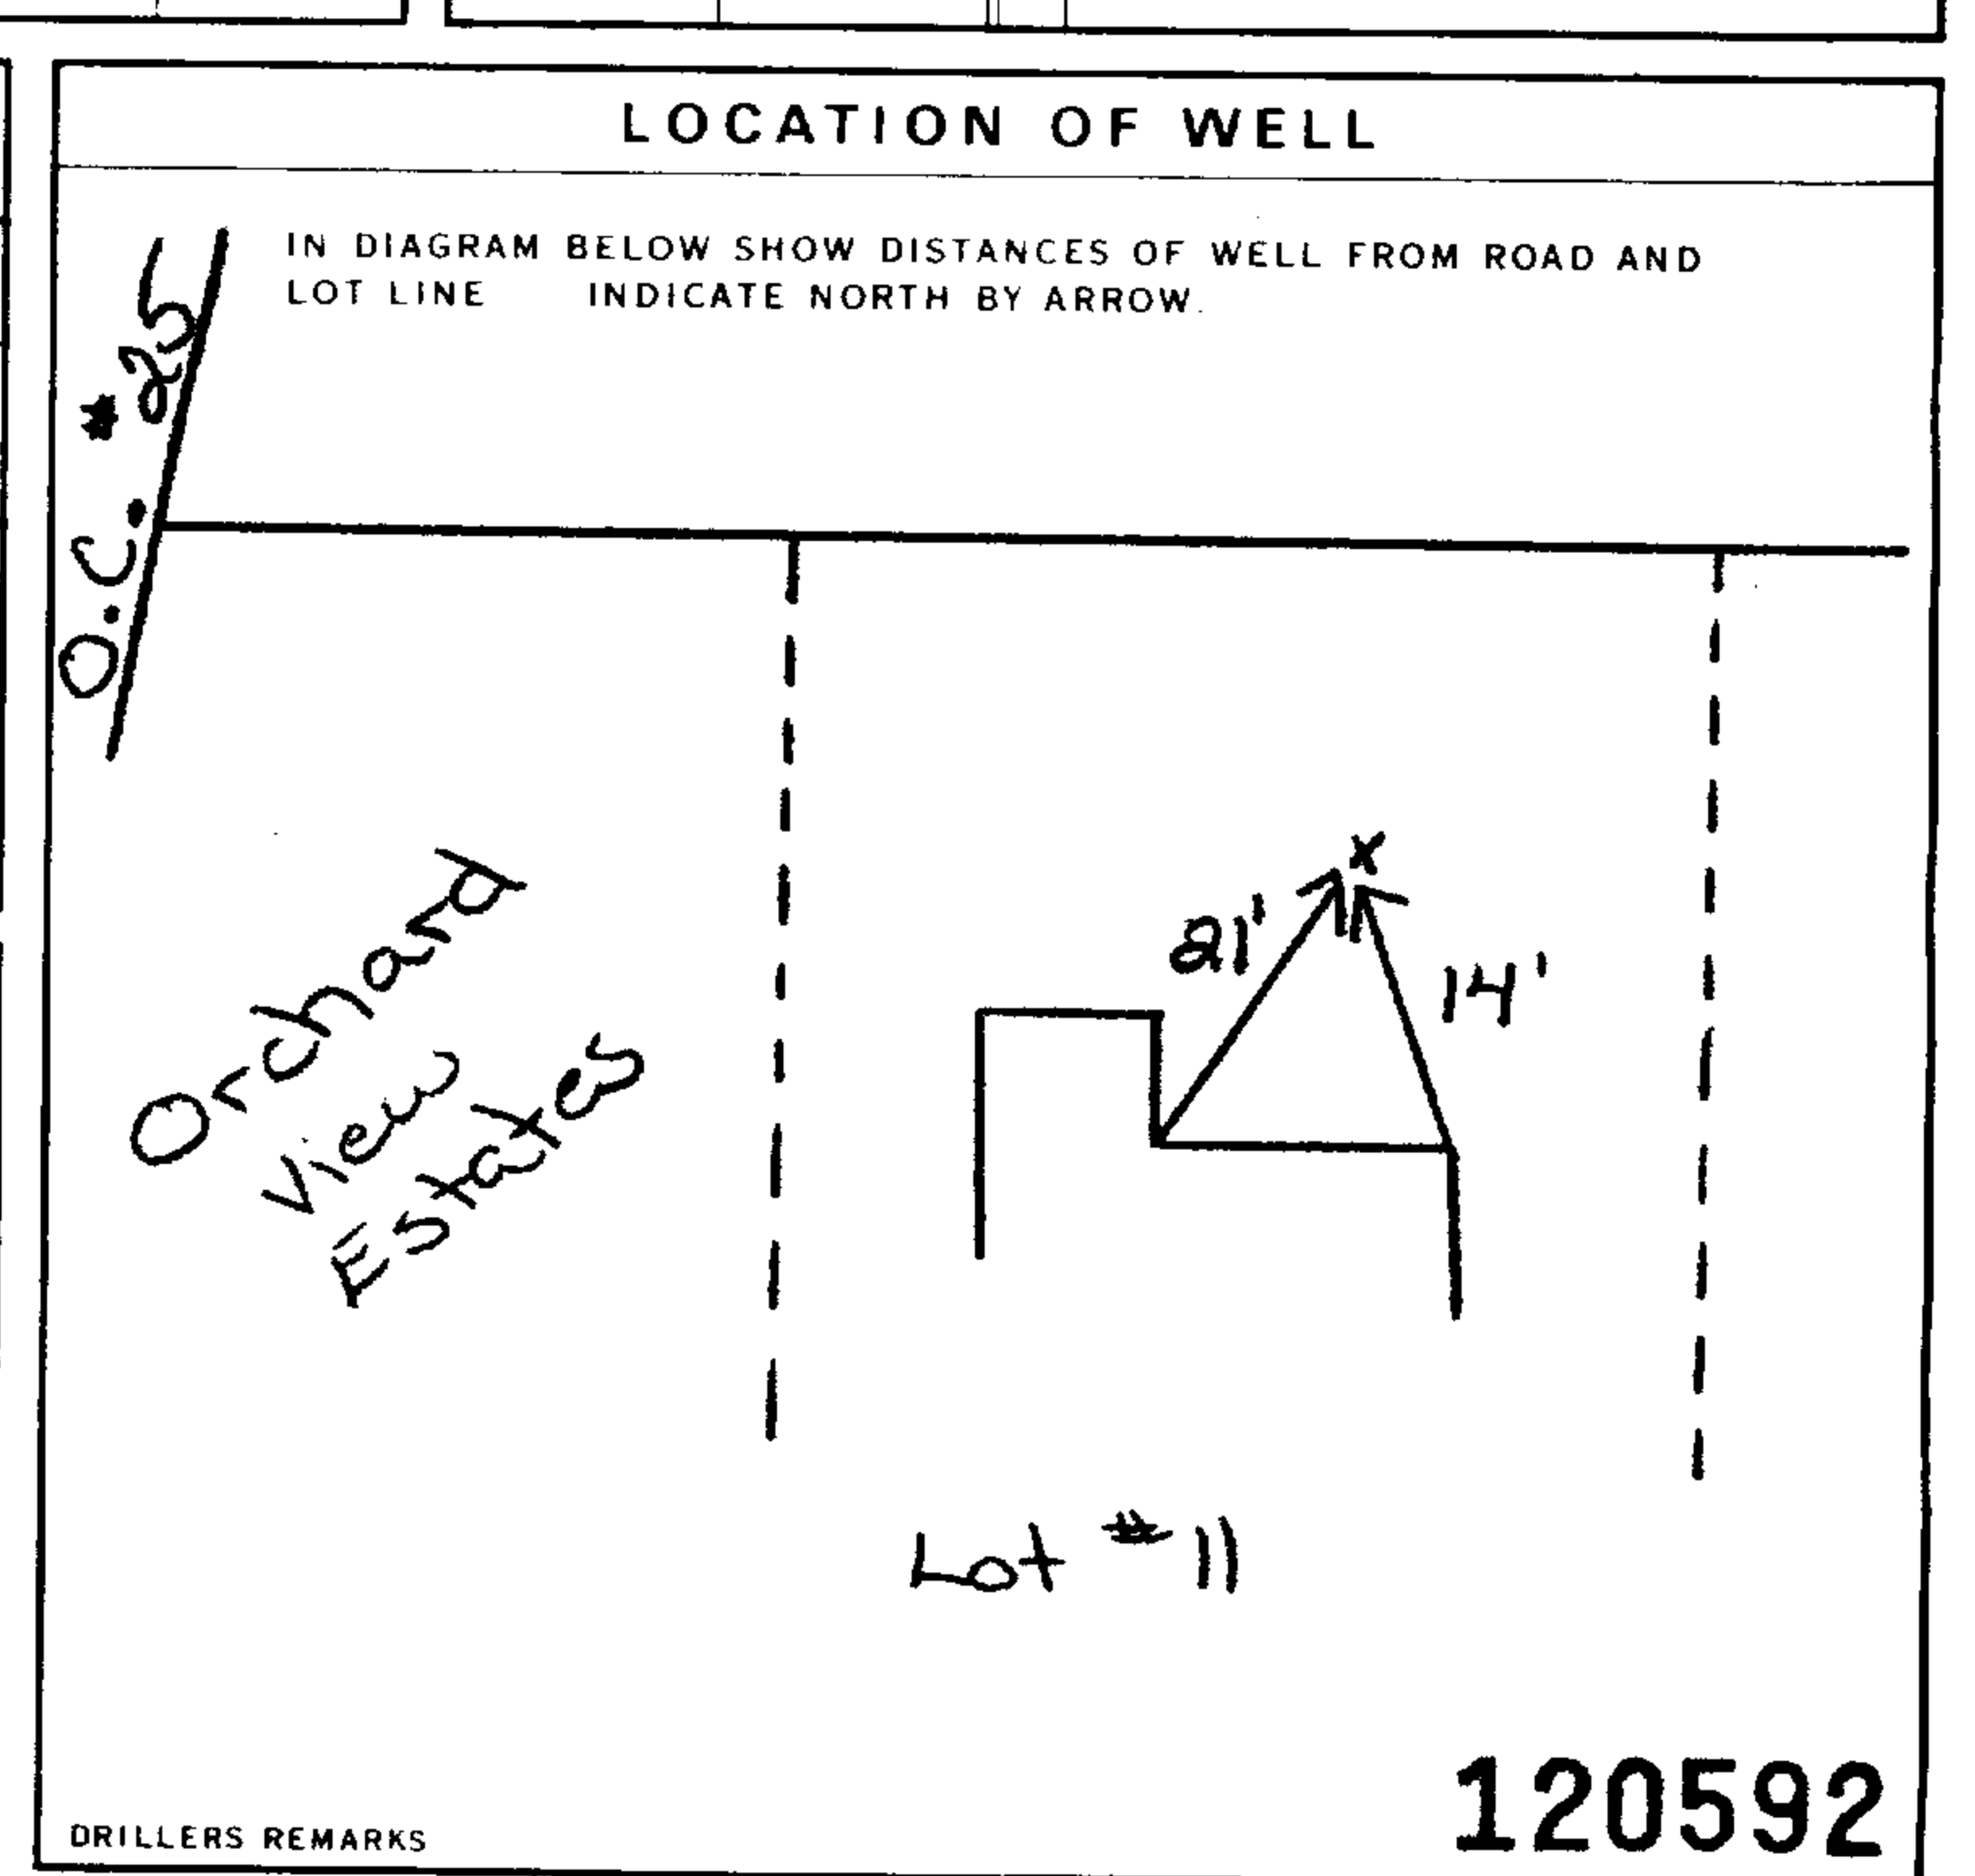 LOCATION OF WELL
IN DIAGRAM BELOW SHOW DISTANCES OF WELL FROM ROAD AND
LOT LINE INDICATE NORTH BY ARROW.
O.C. #25
x
21'
14'
Orchard
View
Estates
Lot #11
120592
DRILLERS REMARKS